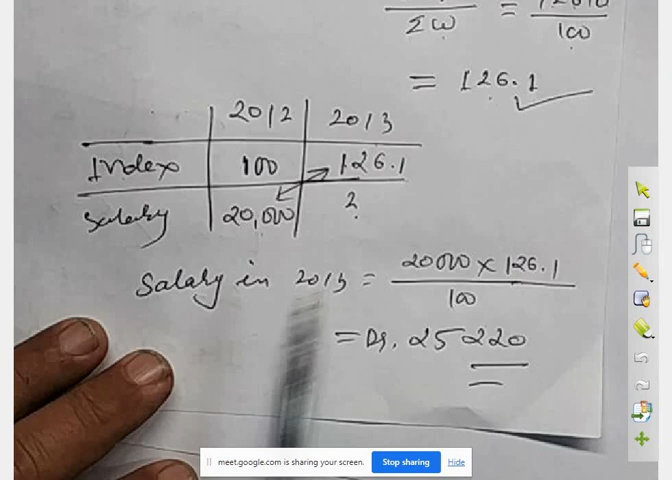 ΣW = 100
= 126.1
2012 2013
Index 100 126.1
Salary 20,000 ?
Salary in 2013 = 20000 × 126.1
100
= Rs. 25220
meet.google.com is sharing your screen. Stop sharing Hide